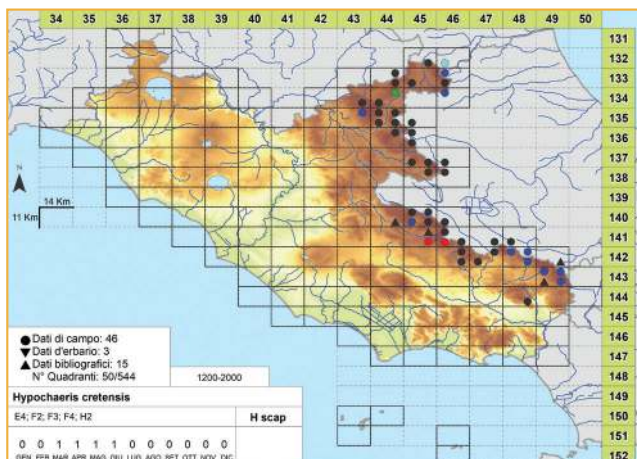 34 35 36 37 38 39 40 41 42 43 44 45 46 47 48 49 50
131
132
133
134
135
136
137
138
139
140
141
142
143
144
145
146
147
148
149
150
151
152
N
14 Km
11 Km
Dati di campo: 46
Dati d'erbario: 3
Dati bibliografici: 15
N° Quadranti: 50/544
1200-2000
Hypochaeris cretensis
E4; F2; F3; F4; H2
H scap
0 0 1 1 1 1 0 0 0 0 0 0
GEN FEB MAR APR MAG GIU LUG AGO SET OTT NOV DIC